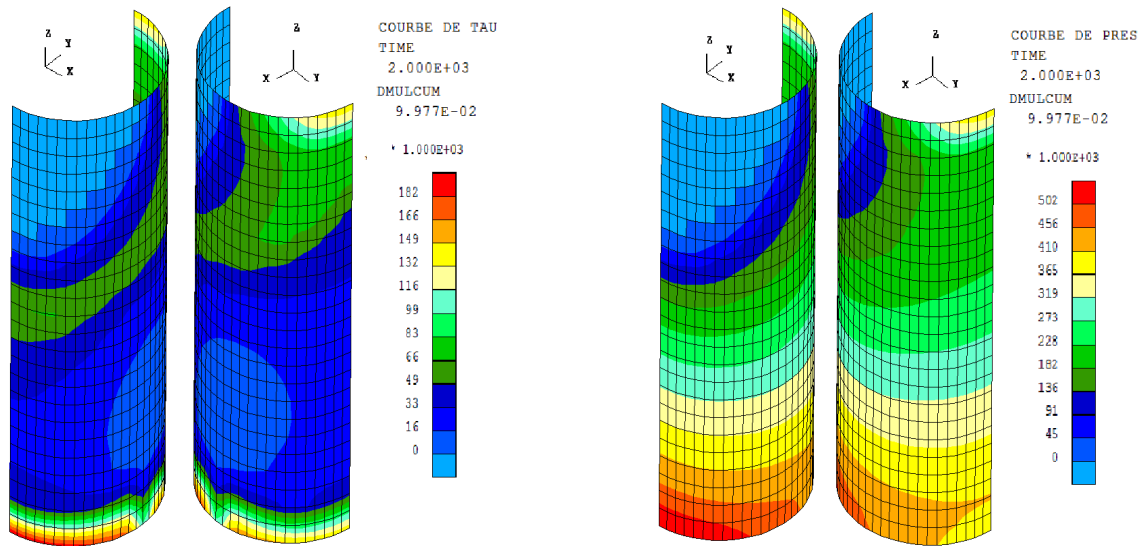 Z
Y
X
Z
X
Y
COURBE DE TAU
TIME
2.000E+03
DMULCUM
9.977E-02
* 1.000E+03
182
166
149
132
116
99
83
66
49
33
16
0
Z
Y
X
Z
X
Y
COURBE DE PRES
TIME
2.000E+03
DMULCUM
9.977E-02
* 1.000E+03
502
456
410
365
319
273
228
182
136
91
45
0